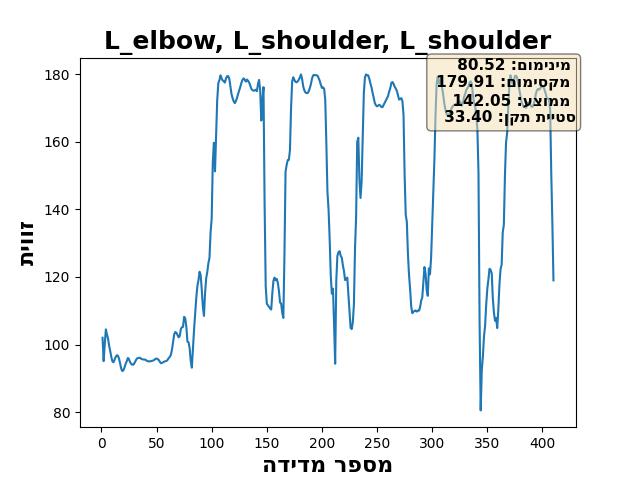 L_elbow, L_shoulder, L_shoulder
מינימום: 80.52
מקסימום: 179.91
ממוצע: 142.05
סטיית תקן: 33.40
180
160
140
120
100
80
זווית
0 50 100 150 200 250 300 350 400
מספר מדידה